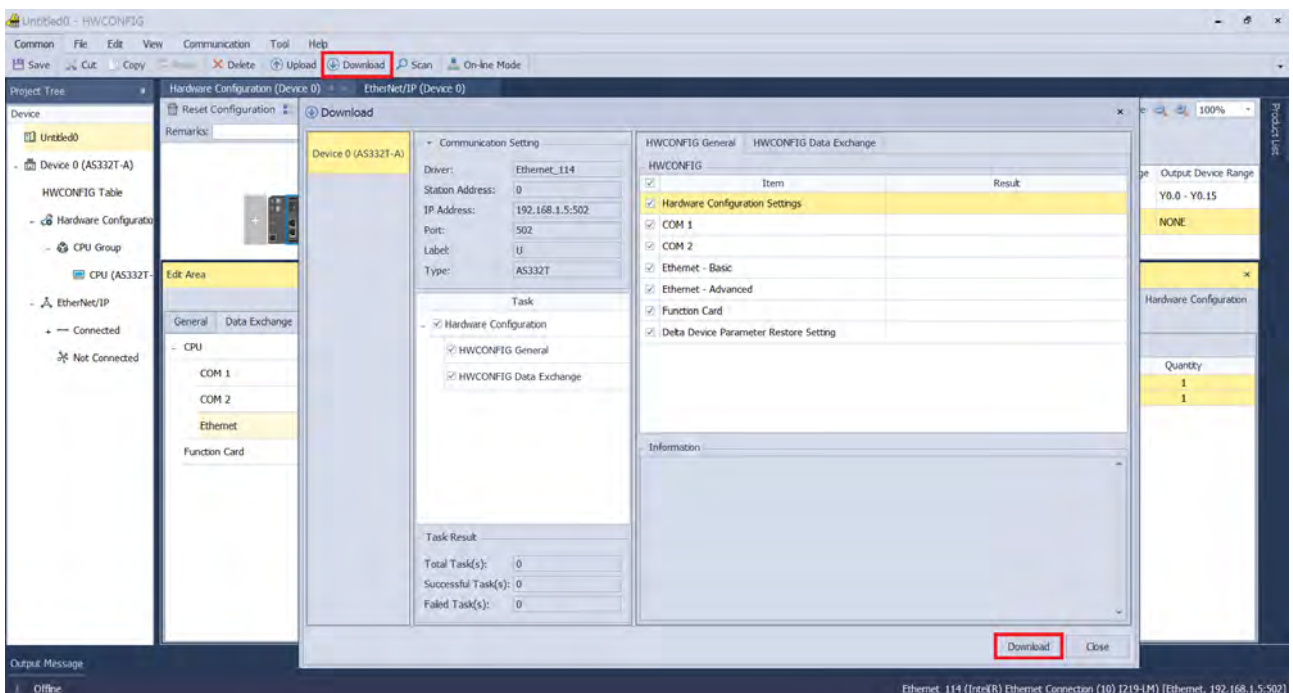 Untitled0 - HWCONFIG
Common File Edit View Communication Tool Help
Save Cut Copy Delete Upload Download Scan On-line Mode
Project Tree
Device
Untitled0
Device 0 (AS332T-A)
HWCONFIG Table
Hardware Configuratio
CPU Group
CPU (AS332T-
EtherNet/IP
Connected
Not Connected
Hardware Configuration (Device 0) EtherNet/IP (Device 0)
Reset Configuration
Remarks:
Edit Area
General Data Exchange
CPU
COM 1
COM 2
Ethernet
Function Card
Download
Device 0 (AS332T-A)
Communication Setting
Driver: Ethernet_114
Station Address: 0
IP Address: 192.168.1.5:502
Port: 502
Label: U
Type: AS332T
Task
Hardware Configuration
HWCONFIG General
HWCONFIG Data Exchange
Task Result
Total Task(s): 0
Successful Task(s): 0
Failed Task(s): 0
HWCONFIG General HWCONFIG Data Exchange
HWCONFIG
Item Result
Hardware Configuration Settings
COM 1
COM 2
Ethernet - Basic
Ethernet - Advanced
Function Card
Delta Device Parameter Restore Setting
Information
Download Close
100%
Output Device Range
Y0.0 - Y0.15
NONE
Hardware Configuration
Quantity
1
1
Product List
Output Message
Offline
Ethernet_114 (Intel(R) Ethernet Connection (10) I219-LM) [Ethernet, 192.168.1.5:502]